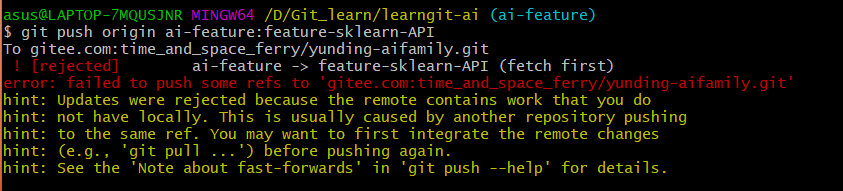 asus@LAPTOP-7MQUSJNR MINGW64 /D/Git_learn/learngit-ai (ai-feature)
$ git push origin ai-feature:feature-sklearn-API
To gitee.com:time_and_space_ferry/yunding-aifamily.git
 ! [rejected]        ai-feature -> feature-sklearn-API (fetch first)
error: failed to push some refs to 'gitee.com:time_and_space_ferry/yunding-aifamily.git'
hint: Updates were rejected because the remote contains work that you do
hint: not have locally. This is usually caused by another repository pushing
hint: to the same ref. You may want to first integrate the remote changes
hint: (e.g., 'git pull ...') before pushing again.
hint: See the 'Note about fast-forwards' in 'git push --help' for details.